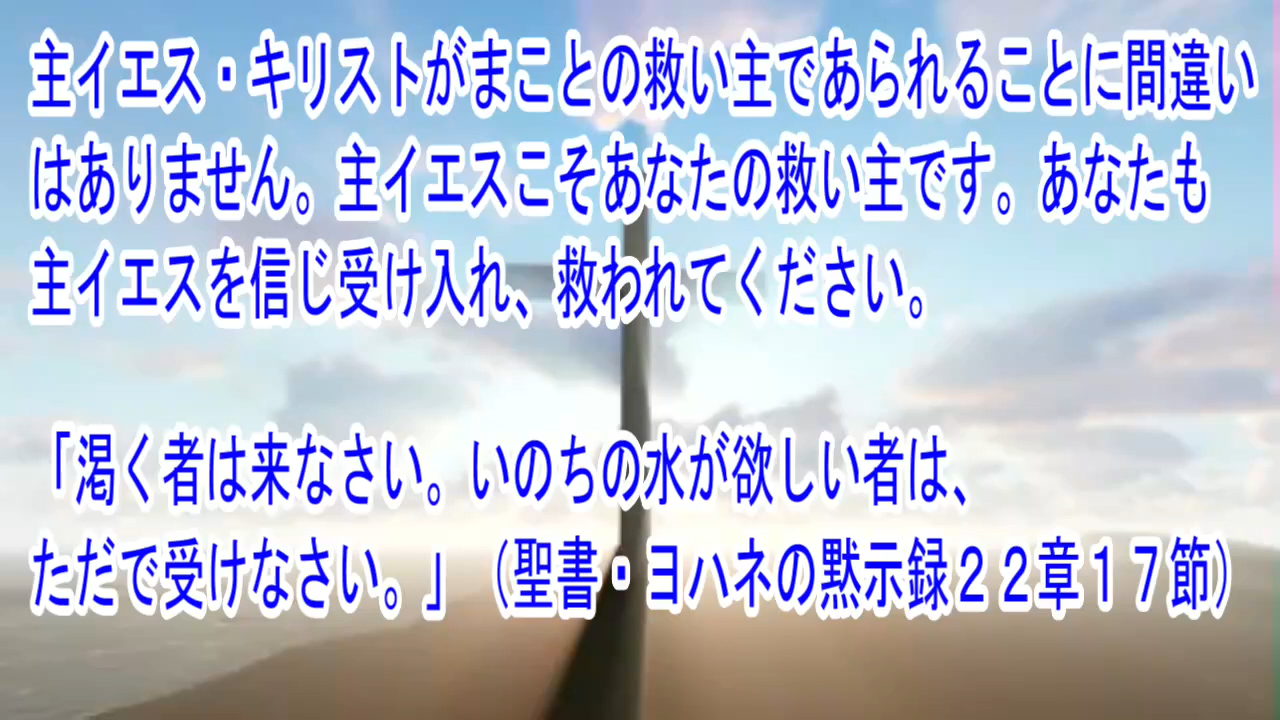 主イエス・キリストがまことの救い主であられることに間違い
はありません。主イエスこそあなたの救い主です。あなたも
主イエスを信じ受け入れ、救われてください。
「渇く者は来なさい。いのちの水が欲しい者は、
ただで受けなさい。」（聖書・ヨハネの黙示録２２章１７節）